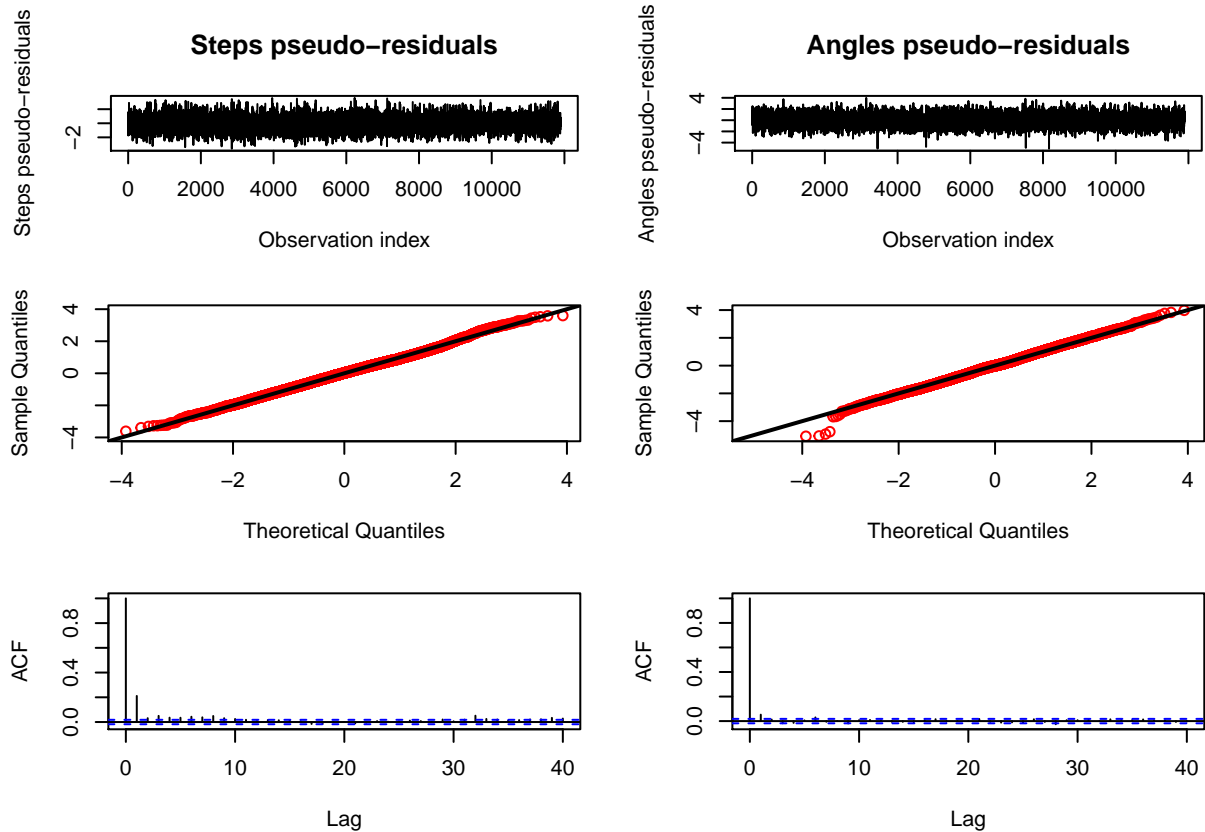 Steps pseudo−residuals
Steps pseudo−residuals
−2
0 2000 4000 6000 8000 10000
Observation index
Angles pseudo−residuals
Angles pseudo−residuals
4
−4
0 2000 4000 6000 8000 10000
Observation index
Sample Quantiles
4
2
0
−4
−4 −2 0 2 4
Theoretical Quantiles
Sample Quantiles
4
0
−4
−4 −2 0 2 4
Theoretical Quantiles
ACF
0.8
0.4
0.0
0 10 20 30 40
Lag
ACF
0.8
0.4
0.0
0 10 20 30 40
Lag